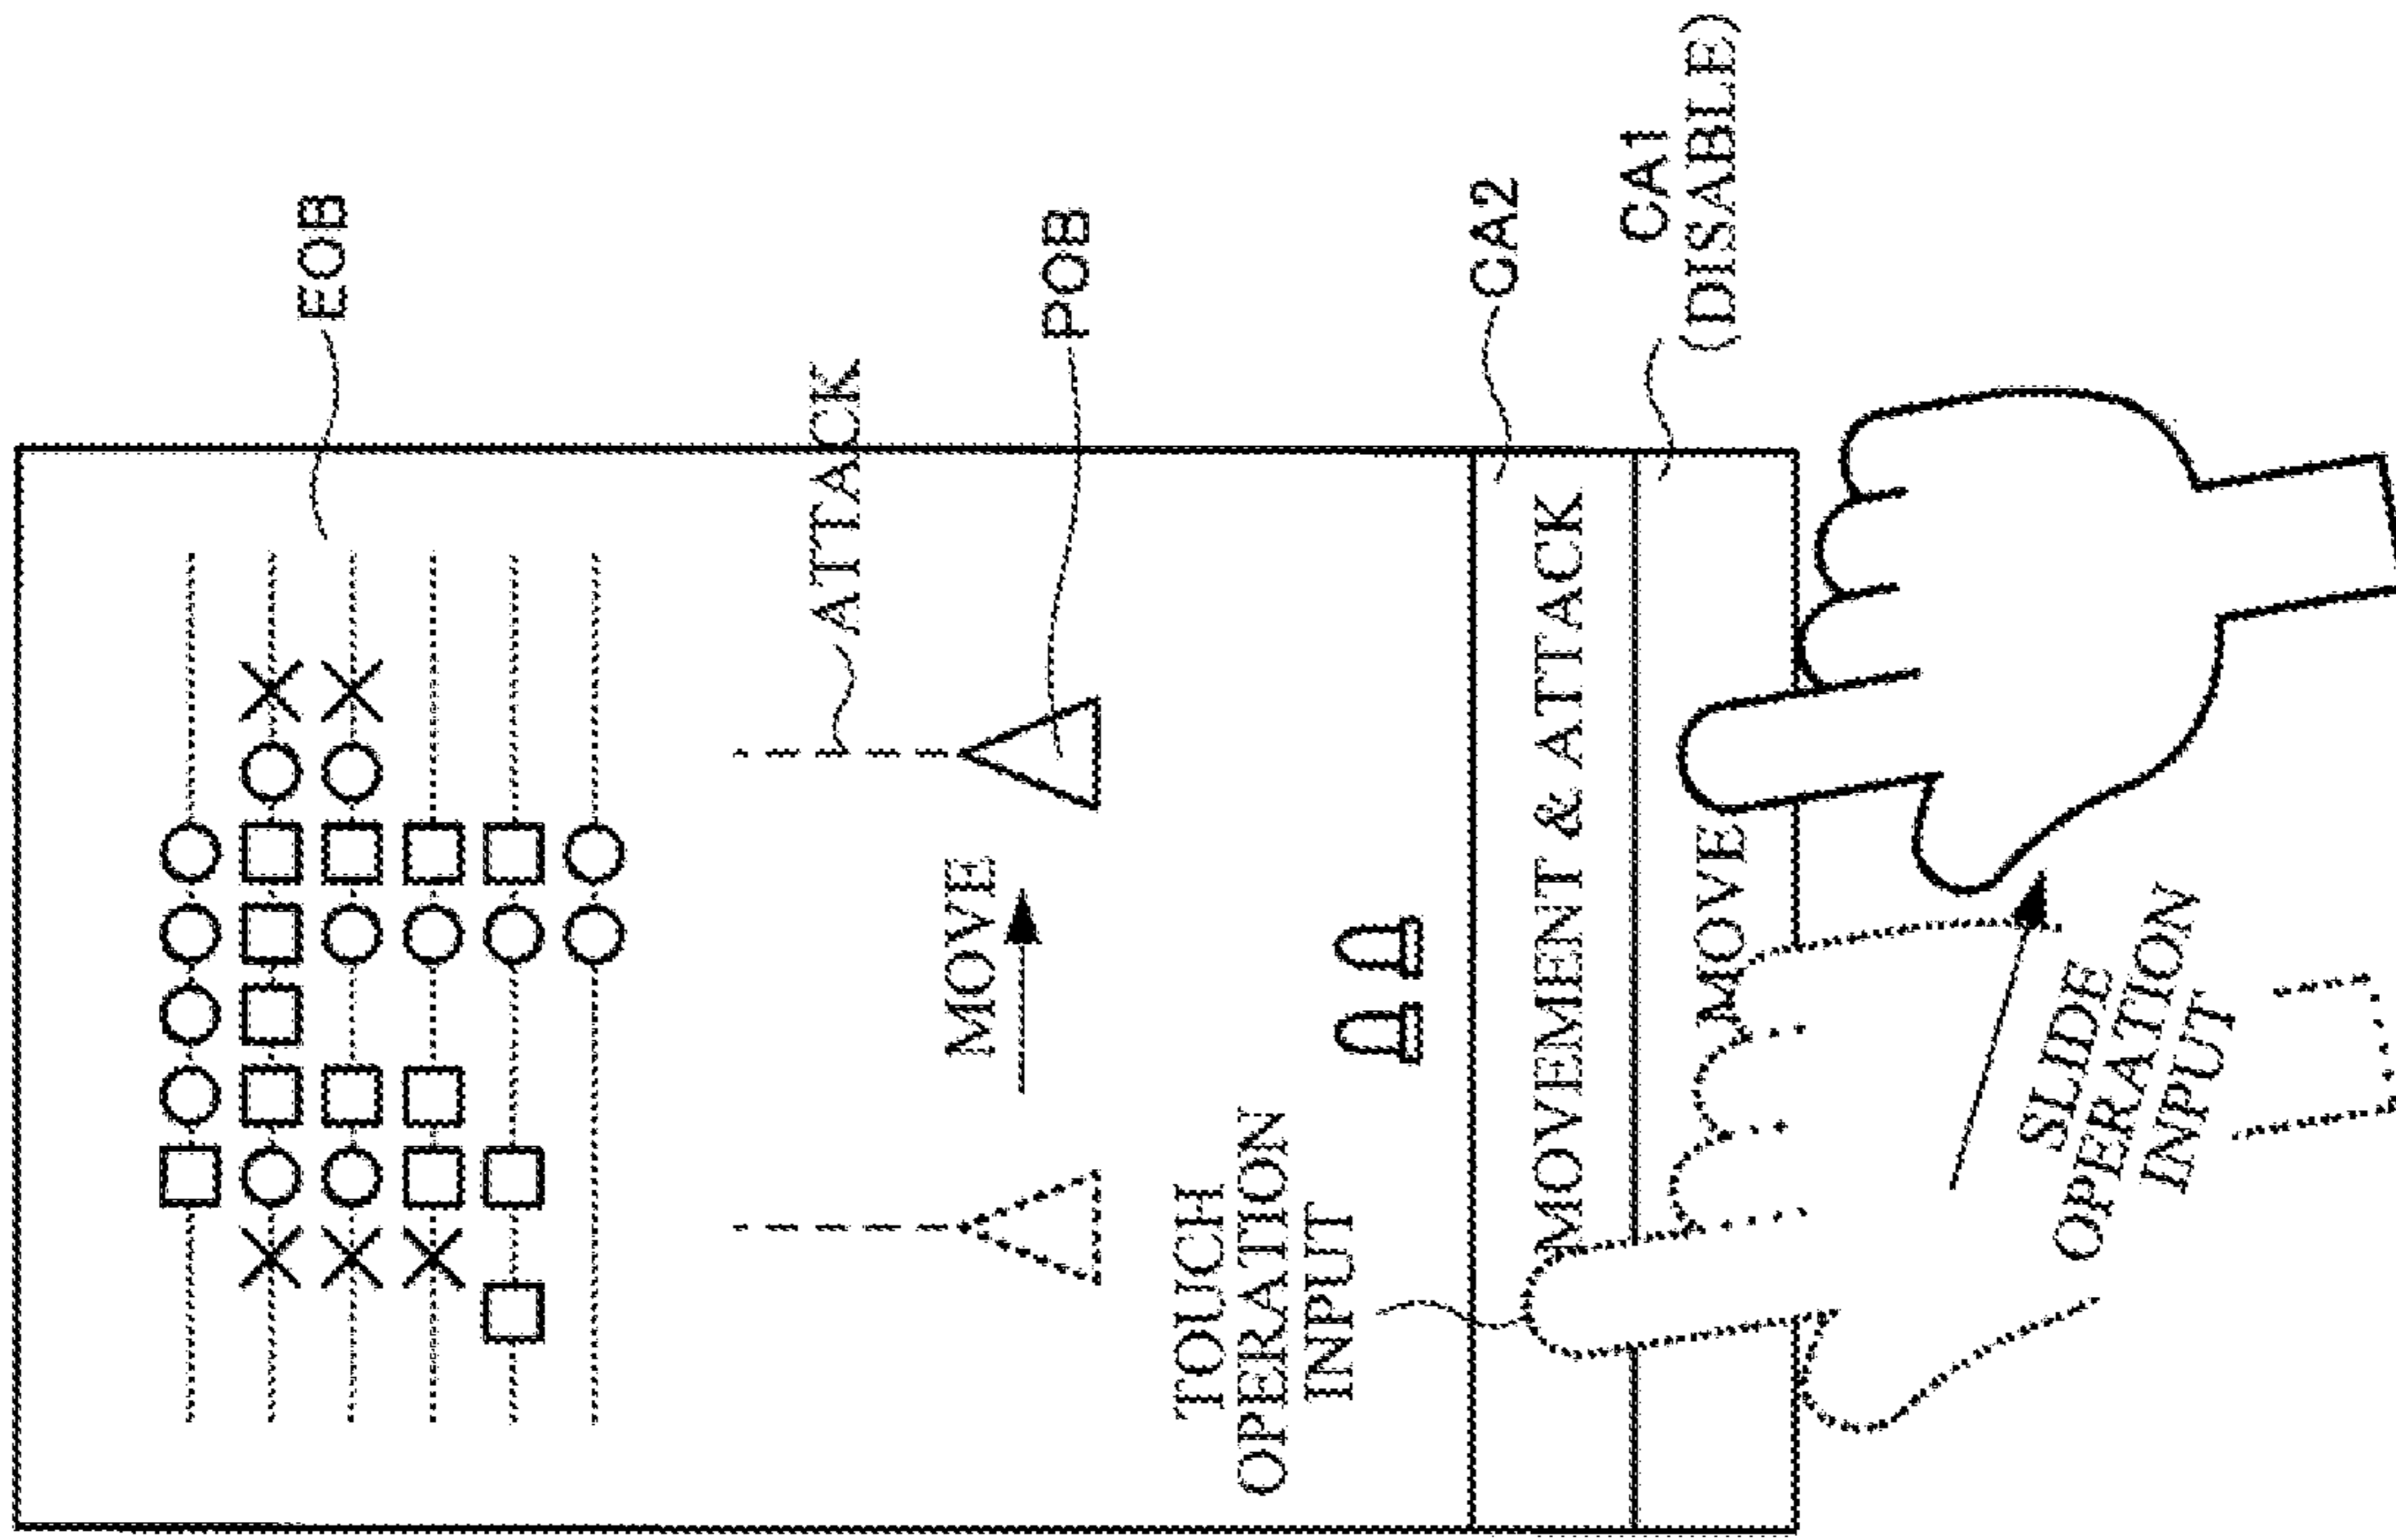 EOB
ATTACK
POB
MOVE
TOUCH
OPERATION
INPUT
CA2
MOVEMENT & ATTACK
CA1
(DISABLE)
MOVE
SLIDE
OPERATION
INPUT